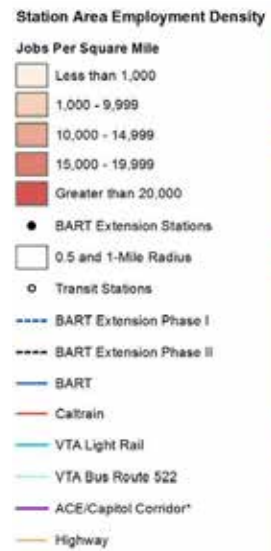 Station Area Employment Density
Jobs Per Square Mile
Less than 1,000
1,000 - 9,999
10,000 - 14,999
15,000 - 19,999
Greater than 20,000
BART Extension Stations
0.5 and 1-Mile Radius
Transit Stations
BART Extension Phase I
BART Extension Phase II
BART
Caltrain
VTA Light Rail
VTA Bus Route 522
ACE/Capitol Corridor*
Highway